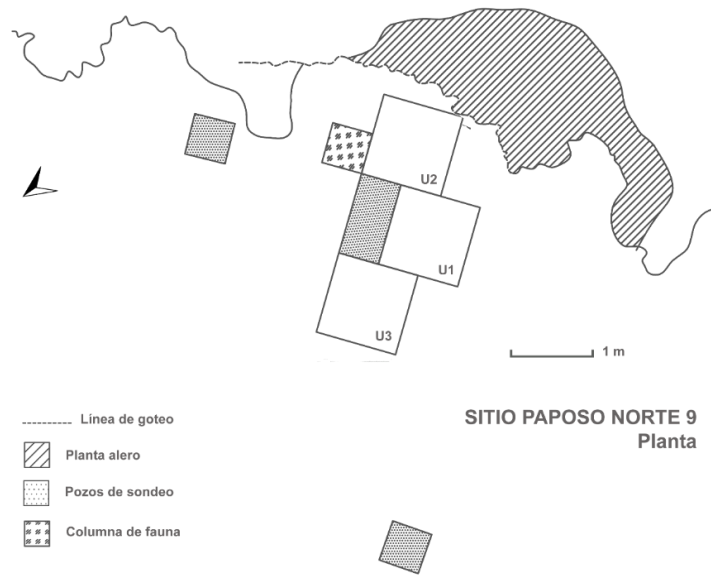 U2
U1
U3
1 m
SITIO PAPOSO NORTE 9
Planta
Línea de goteo
Planta alero
Pozos de sondeo
Columna de fauna